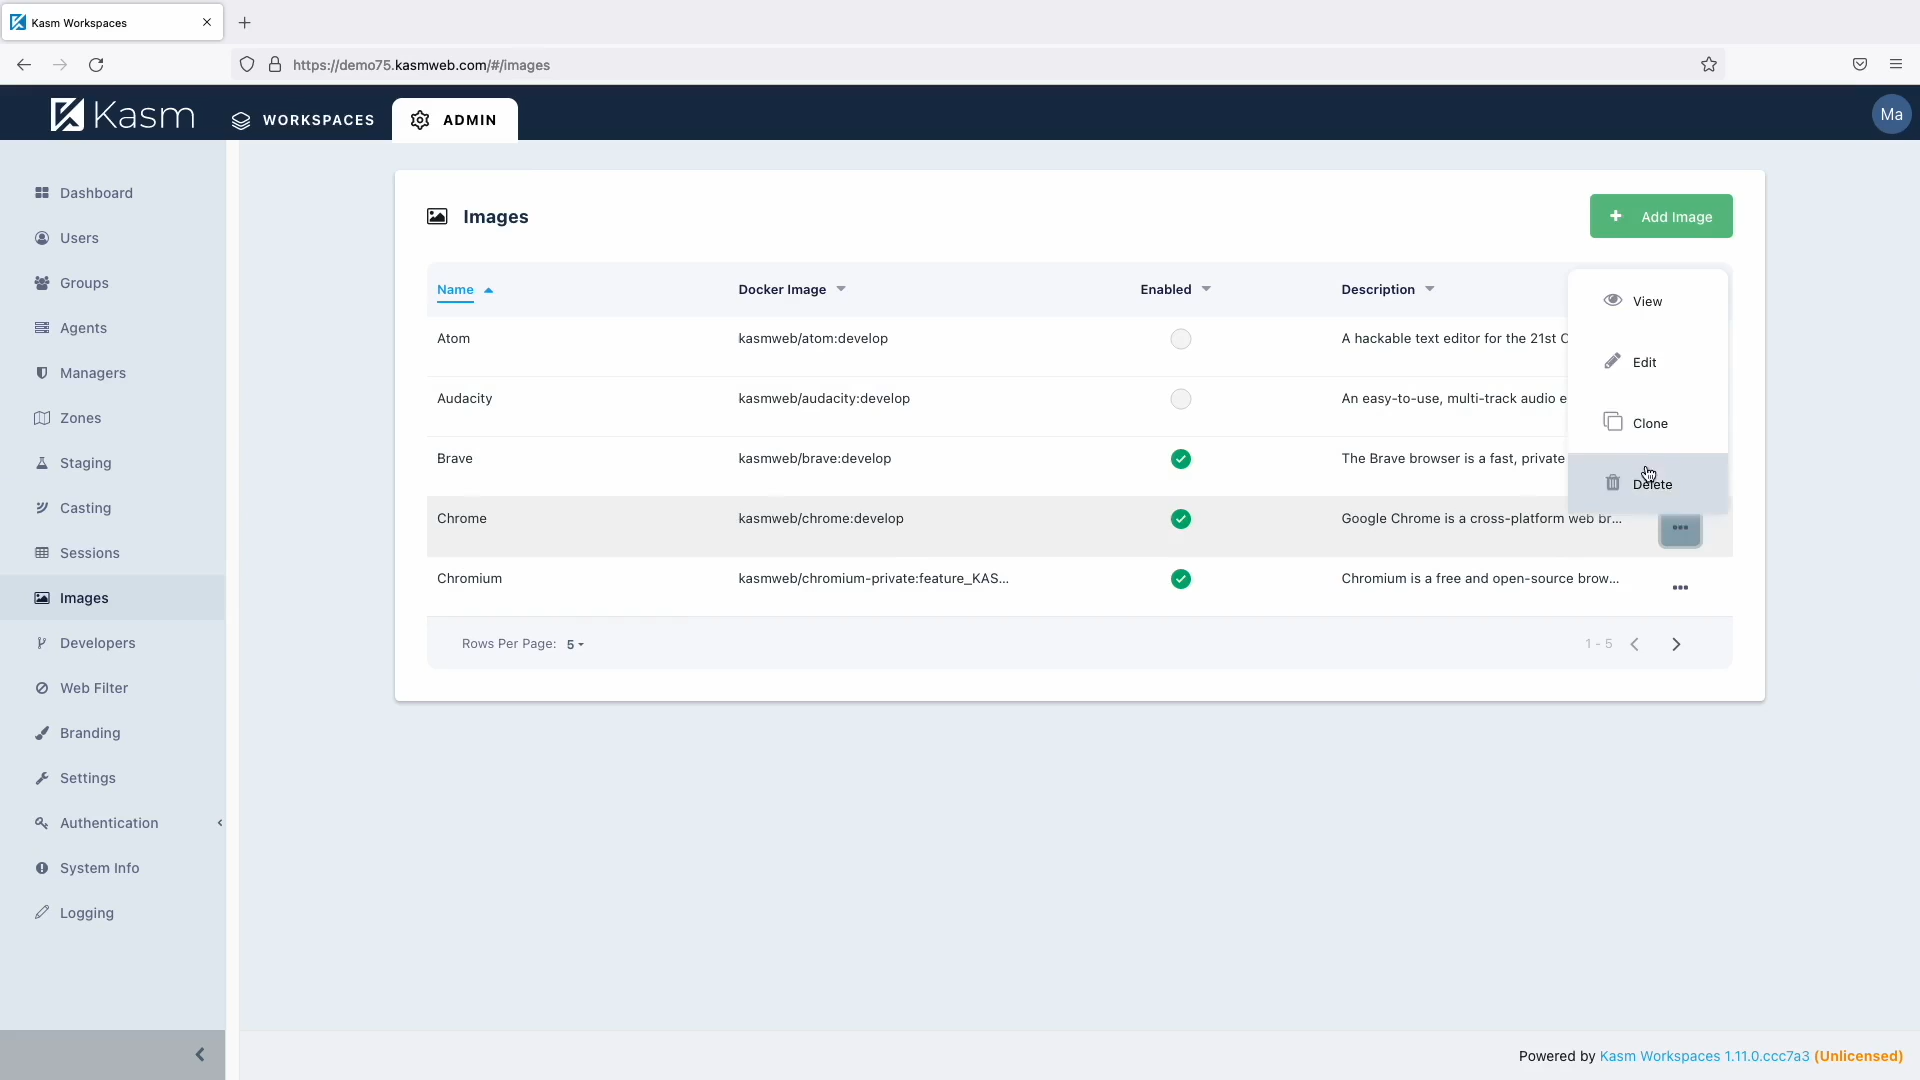 Kasm Workspaces
https://demo75.kasmweb.com/#/images
Kasm
WORKSPACES
ADMIN
Ma
Dashboard
Users
Groups
Agents
Managers
Zones
Staging
Casting
Sessions
Images
Developers
Web Filter
Branding
Settings
Authentication
System Info
Logging
Images
Add Image
Name Docker Image Enabled Description
Atom kasmweb/atom:develop A hackable text editor for the 21st C
Audacity kasmweb/audacity:develop An easy-to-use, multi-track audio e
Brave kasmweb/brave:develop The Brave browser is a fast, private
Chrome kasmweb/chrome:develop Google Chrome is a cross-platform web br...
Chromium kasmweb/chromium-private:feature_KAS... Chromium is a free and open-source brow...
View
Edit
Clone
Delete
Rows Per Page: 5 1 - 5
Powered by Kasm Workspaces 1.11.0.ccc7a3 (Unlicensed)